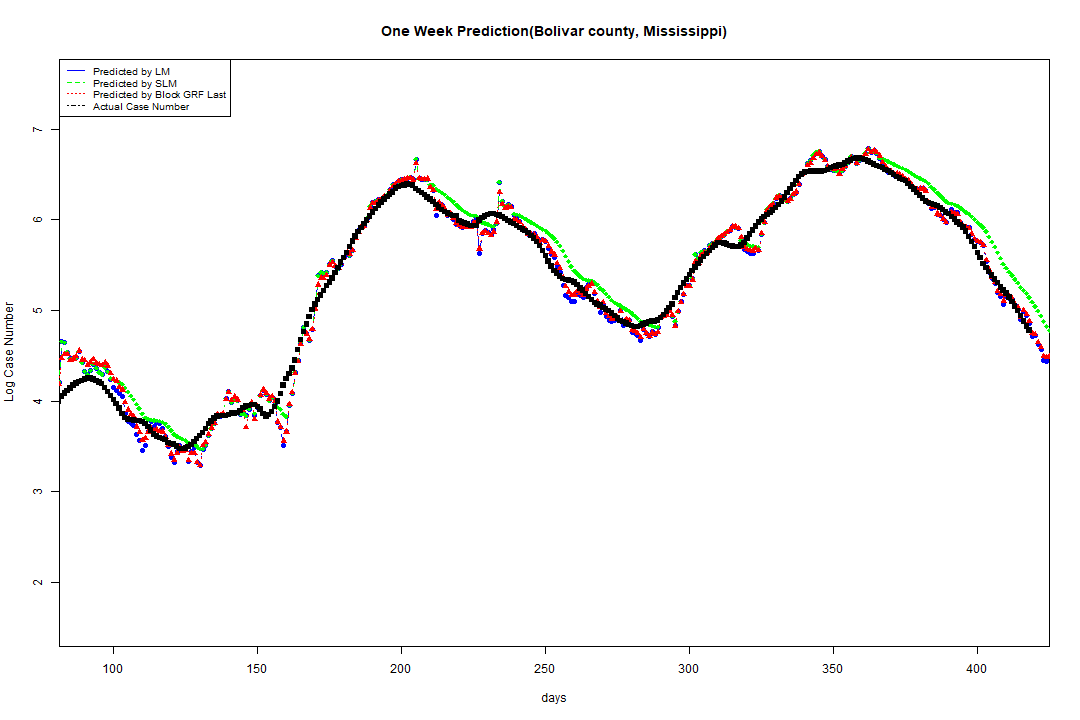 One Week Prediction(Bolivar county, Mississippi)
Predicted by LM
Predicted by SLM
Predicted by Block GRF Last
Actual Case Number
7
6
5
4
3
2
Log Case Number
100 150 200 250 300 350 400
days